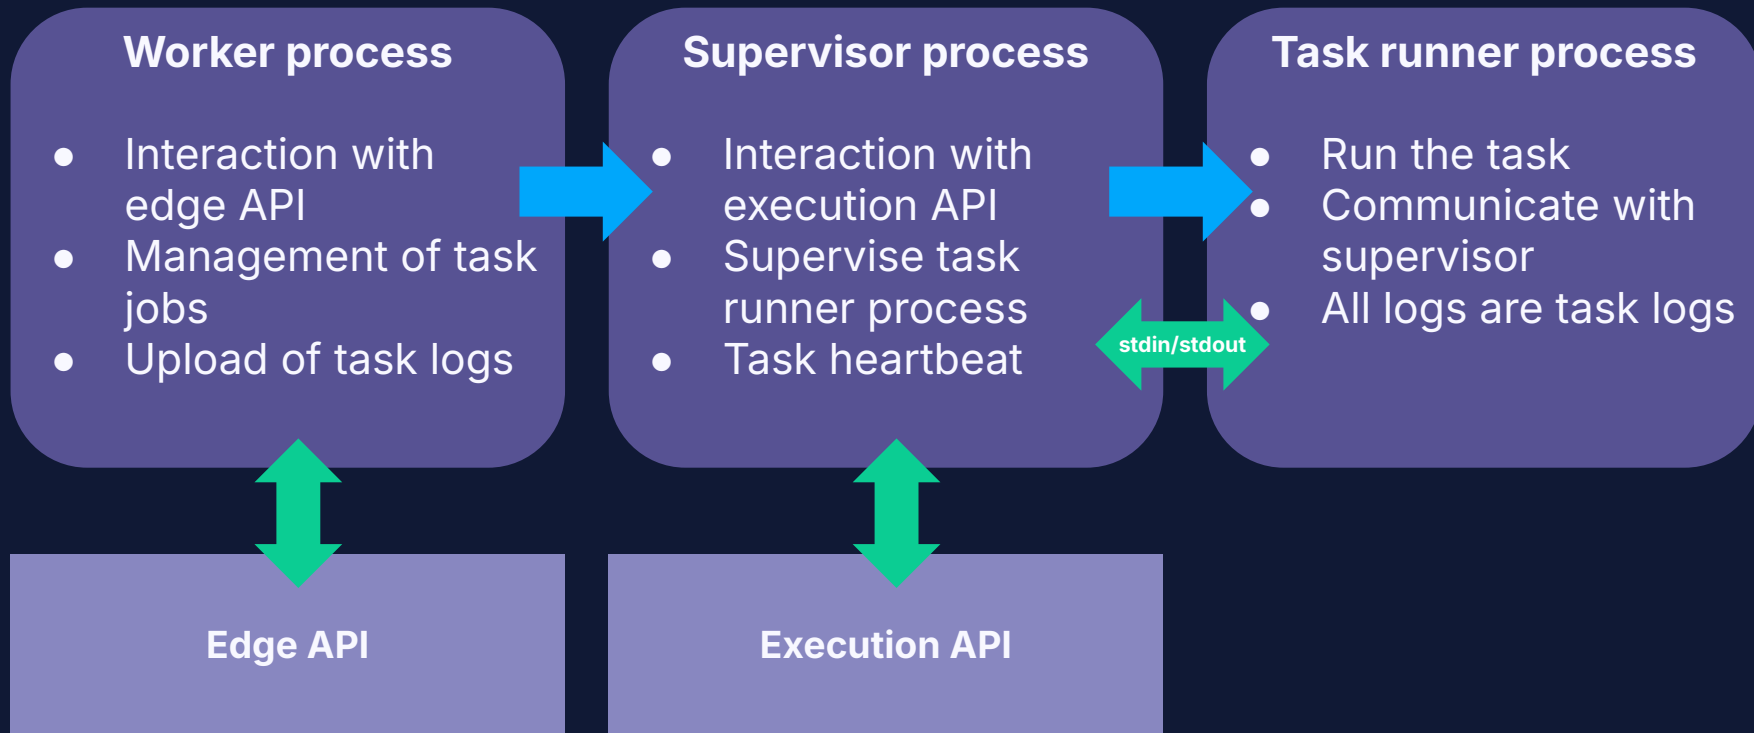 Worker process
● Interaction with
edge API
● Management of task
jobs
● Upload of task logs
Supervisor process
● Interaction with
execution API
● Supervise task
runner process
● Task heartbeat
Task runner process
● Run the task
● Communicate with
supervisor
● All logs are task logs
stdin/stdout
Edge API
Execution API